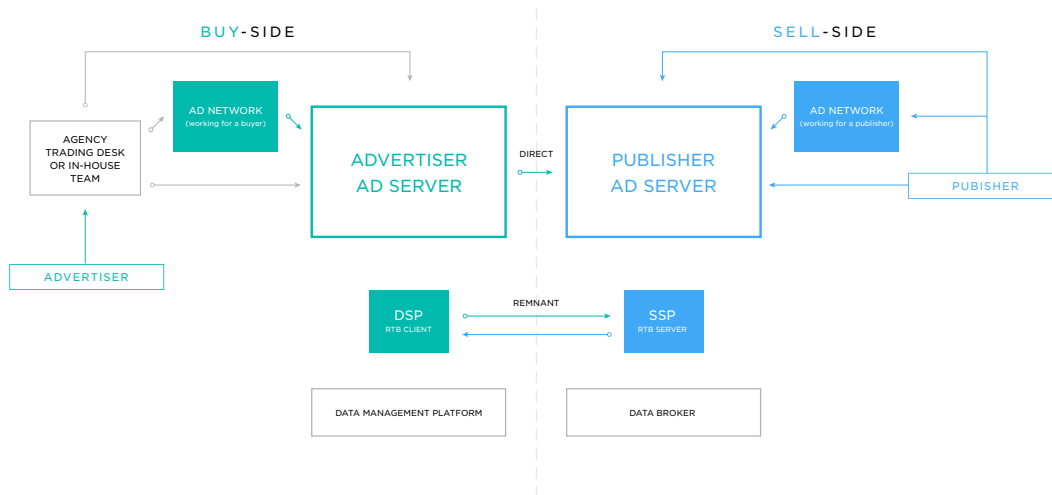 BUY-SIDE
SELL-SIDE
AD NETWORK
(working for a buyer)
AGENCY
TRADING DESK
OR IN-HOUSE
TEAM
ADVERTISER
AD SERVER
DIRECT
PUBLISHER
AD SERVER
AD NETWORK
(working for a publisher)
PUBISHER
ADVERTISER
DSP
RTB CLIENT
REMNANT
SSP
RTB SERVER
DATA MANAGEMENT PLATFORM
DATA BROKER